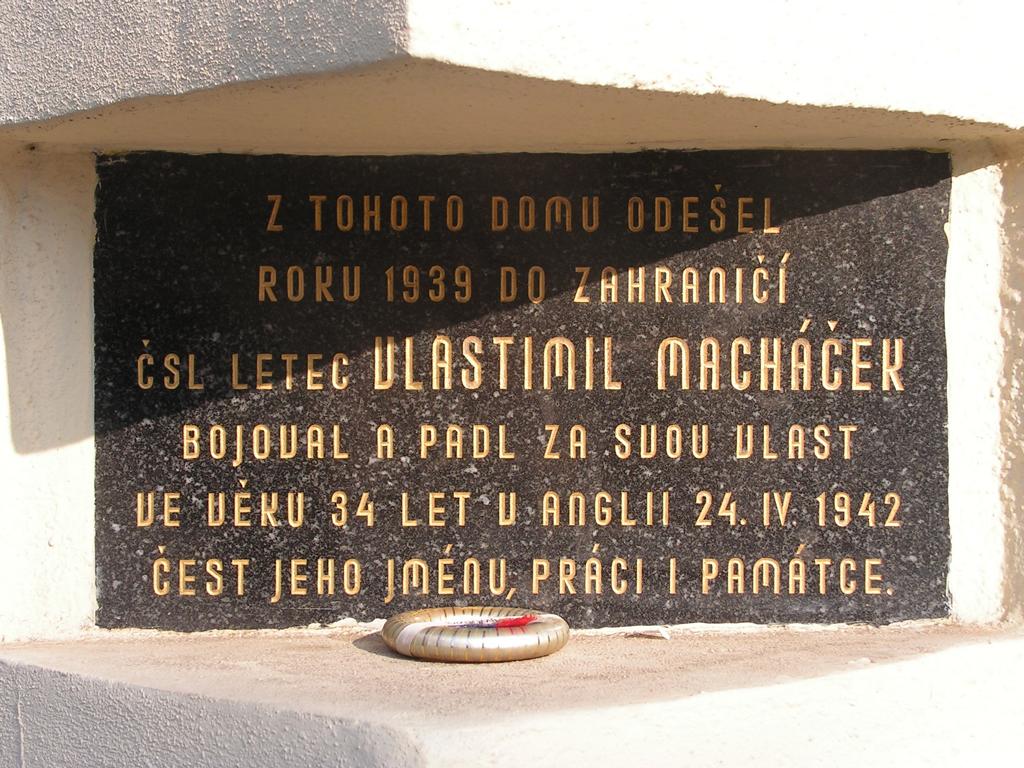 Z TOHOTO DOMU ODEŠEL
ROKU 1939 DO ZAHRANIČÍ
ČSL LETEC VLASTIMIL MACHÁČEK
BOJOVAL A PADL ZA SVOU VLAST
VE VĚKU 34 LET V ANGLII 24. IV. 1942
ČEST JEHO JMÉNU, PRÁCI I PAMÁTCE.